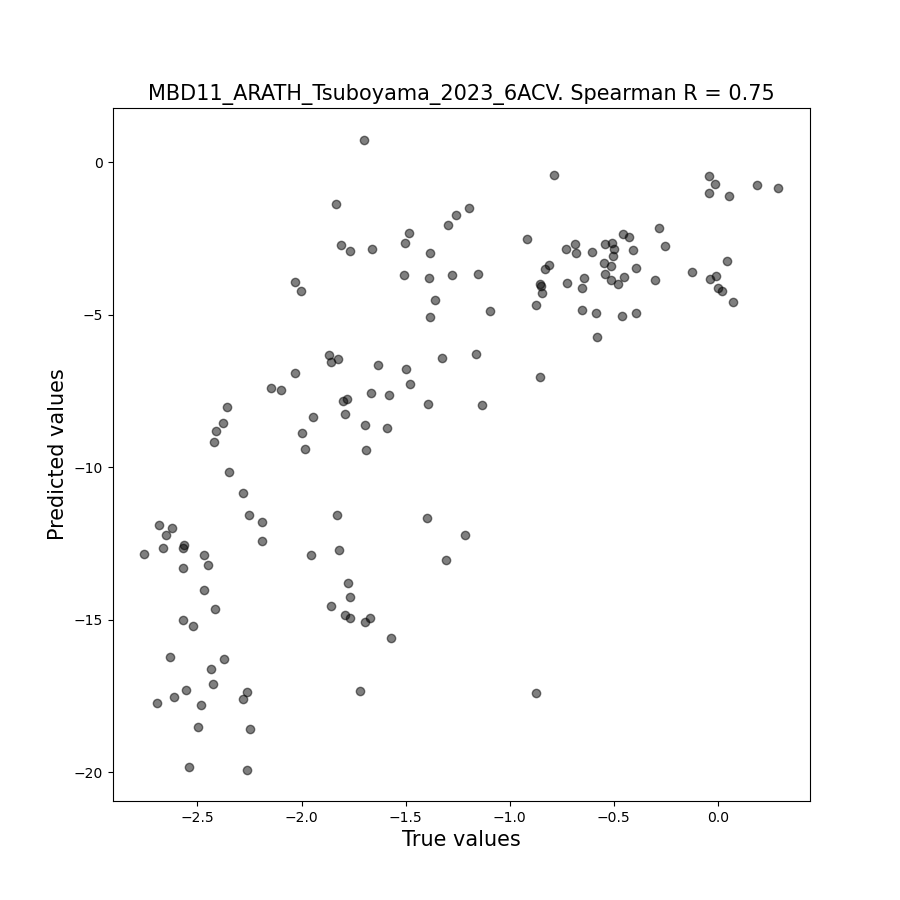 MBD11_ARATH_Tsuboyama_2023_6ACV. Spearman R = 0.75
0
−5
−10
−15
−20
Predicted values
−2.5 −2.0 −1.5 −1.0 −0.5 0.0
True values